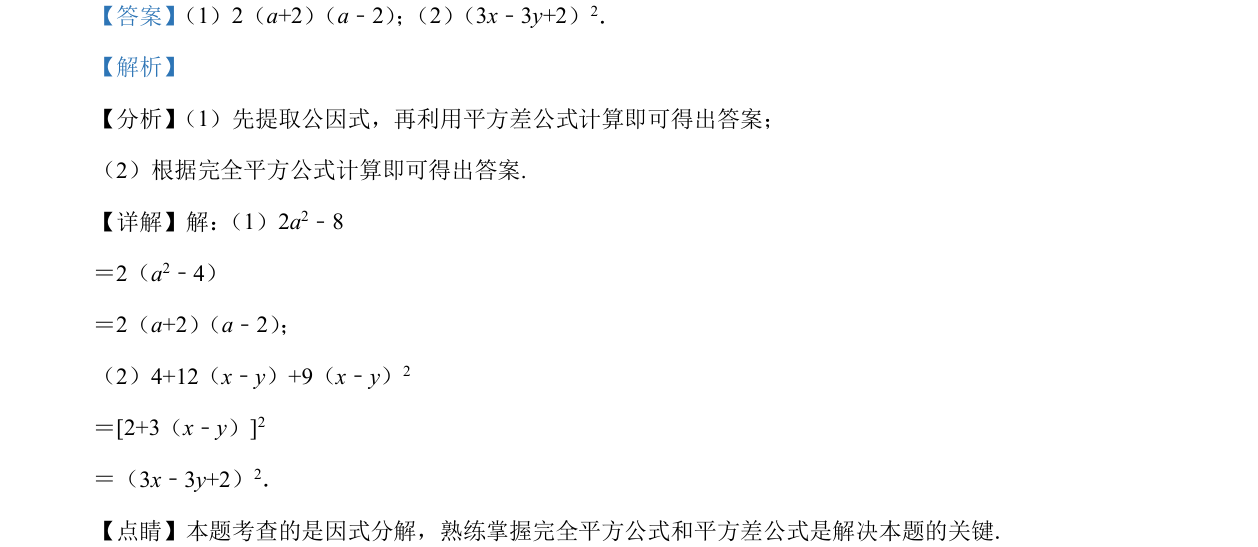 【答案】（1）2（a+2）（a﹣2）；（2）（3x﹣3y+2）².
【解析】
【分析】（1）先提取公因式，再利用平方差公式计算即可得出答案；
（2）根据完全平方公式计算即可得出答案.
【详解】解：（1）2a²﹣8
＝2（a²﹣4）
＝2（a+2）（a﹣2）；
（2）4+12（x﹣y）+9（x﹣y）²
＝[2+3（x﹣y）]²
＝（3x﹣3y+2）².
【点睛】本题考查的是因式分解，熟练掌握完全平方公式和平方差公式是解决本题的关键.